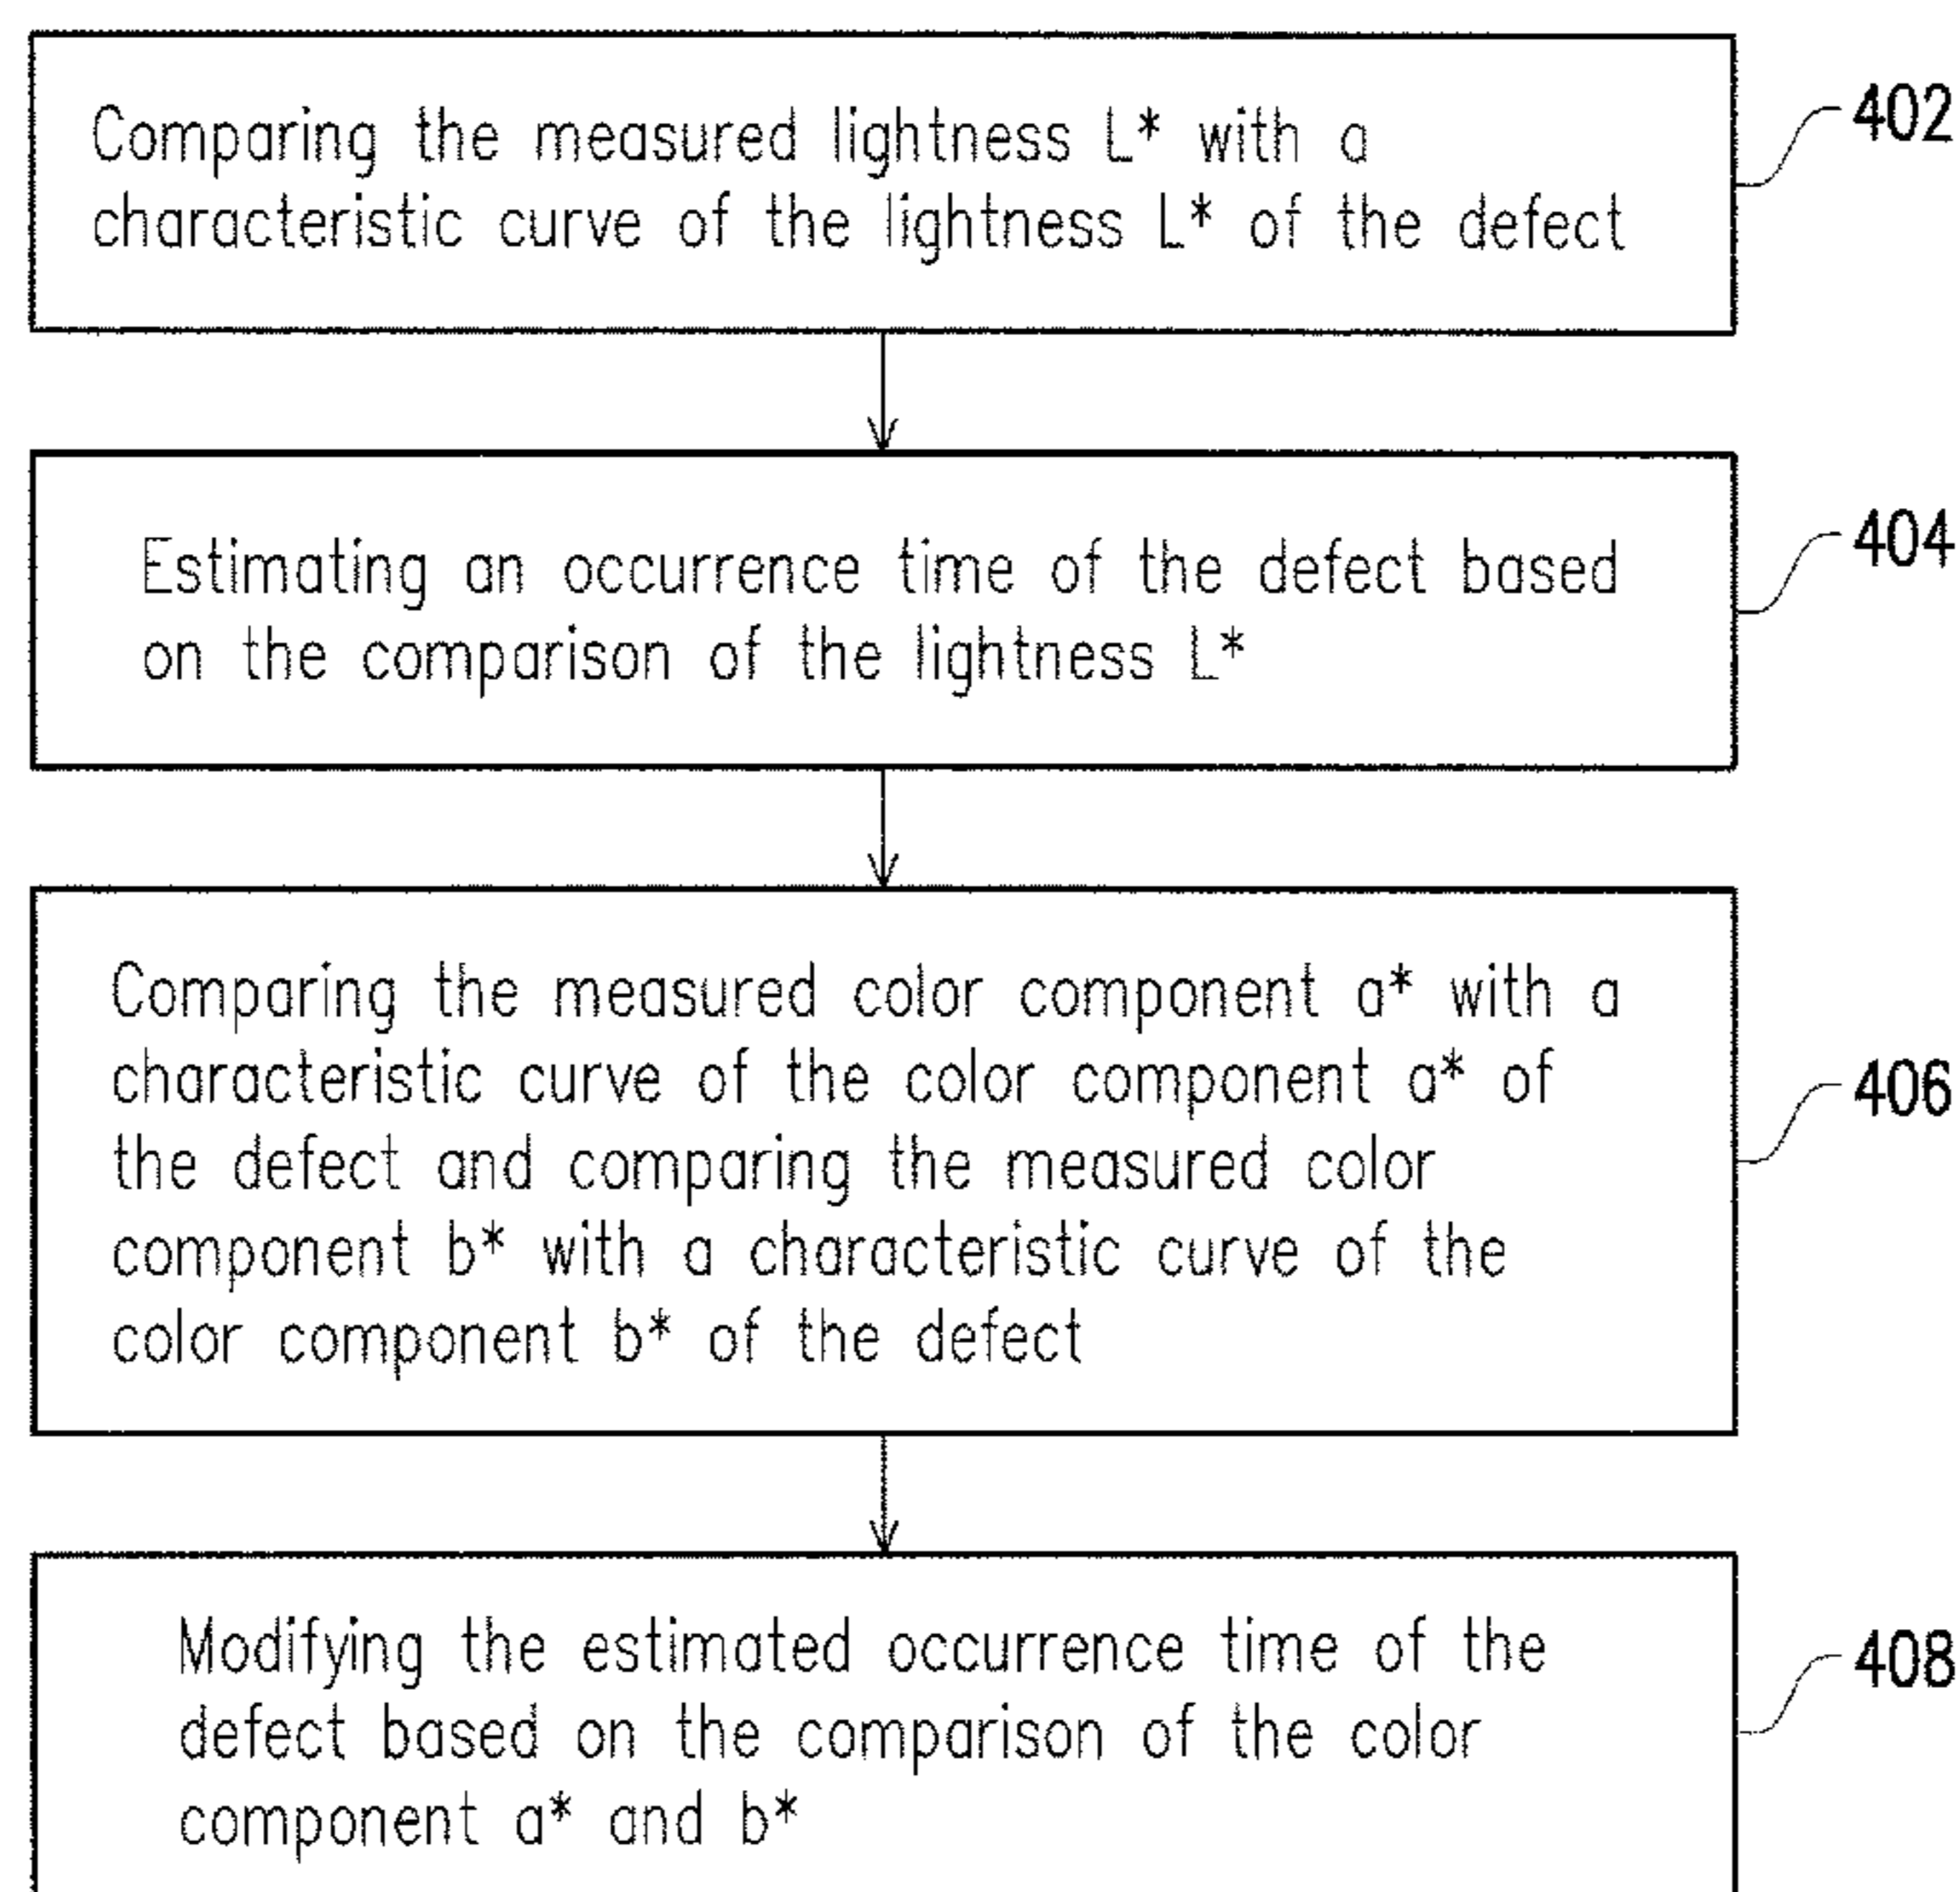 Comparing the measured lightness L* with a
characteristic curve of the lightness L* of the defect
402
Estimating an occurrence time of the defect based
on the comparison of the lightness L*
404
Comparing the measured color component a* with a
characteristic curve of the color component a* of
the defect and comparing the measured color
component b* with a characteristic curve of the
color component b* of the defect
406
Modifying the estimated occurrence time of the
defect based on the comparison of the color
component a* and b*
408